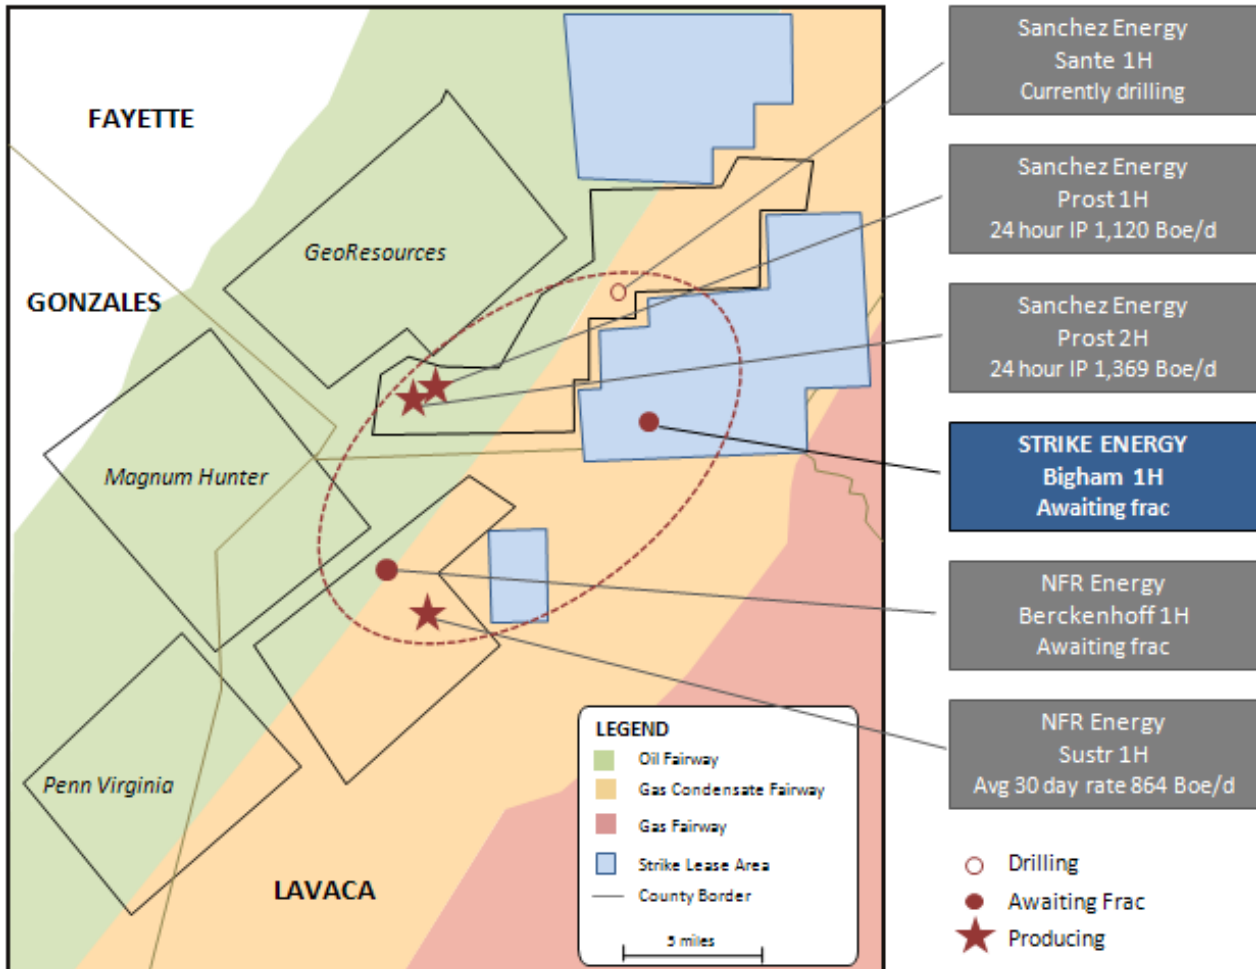 FAYETTE
GONZALES
GeoResources
Magnum Hunter
Penn Virginia
LAVACA
LEGEND
Oil Fairway
Gas Condensate Fairway
Gas Fairway
Strike Lease Area
County Border
5 miles
Sanchez Energy
Sante 1H
Currently drilling
Sanchez Energy
Prost 1H
24 hour IP 1,120 Boe/d
Sanchez Energy
Prost 2H
24 hour IP 1,369 Boe/d
STRIKE ENERGY
Bigham 1H
Awaiting frac
NFR Energy
Berckenhoff 1H
Awaiting frac
NFR Energy
Sustr 1H
Avg 30 day rate 864 Boe/d
Drilling
Awaiting Frac
Producing